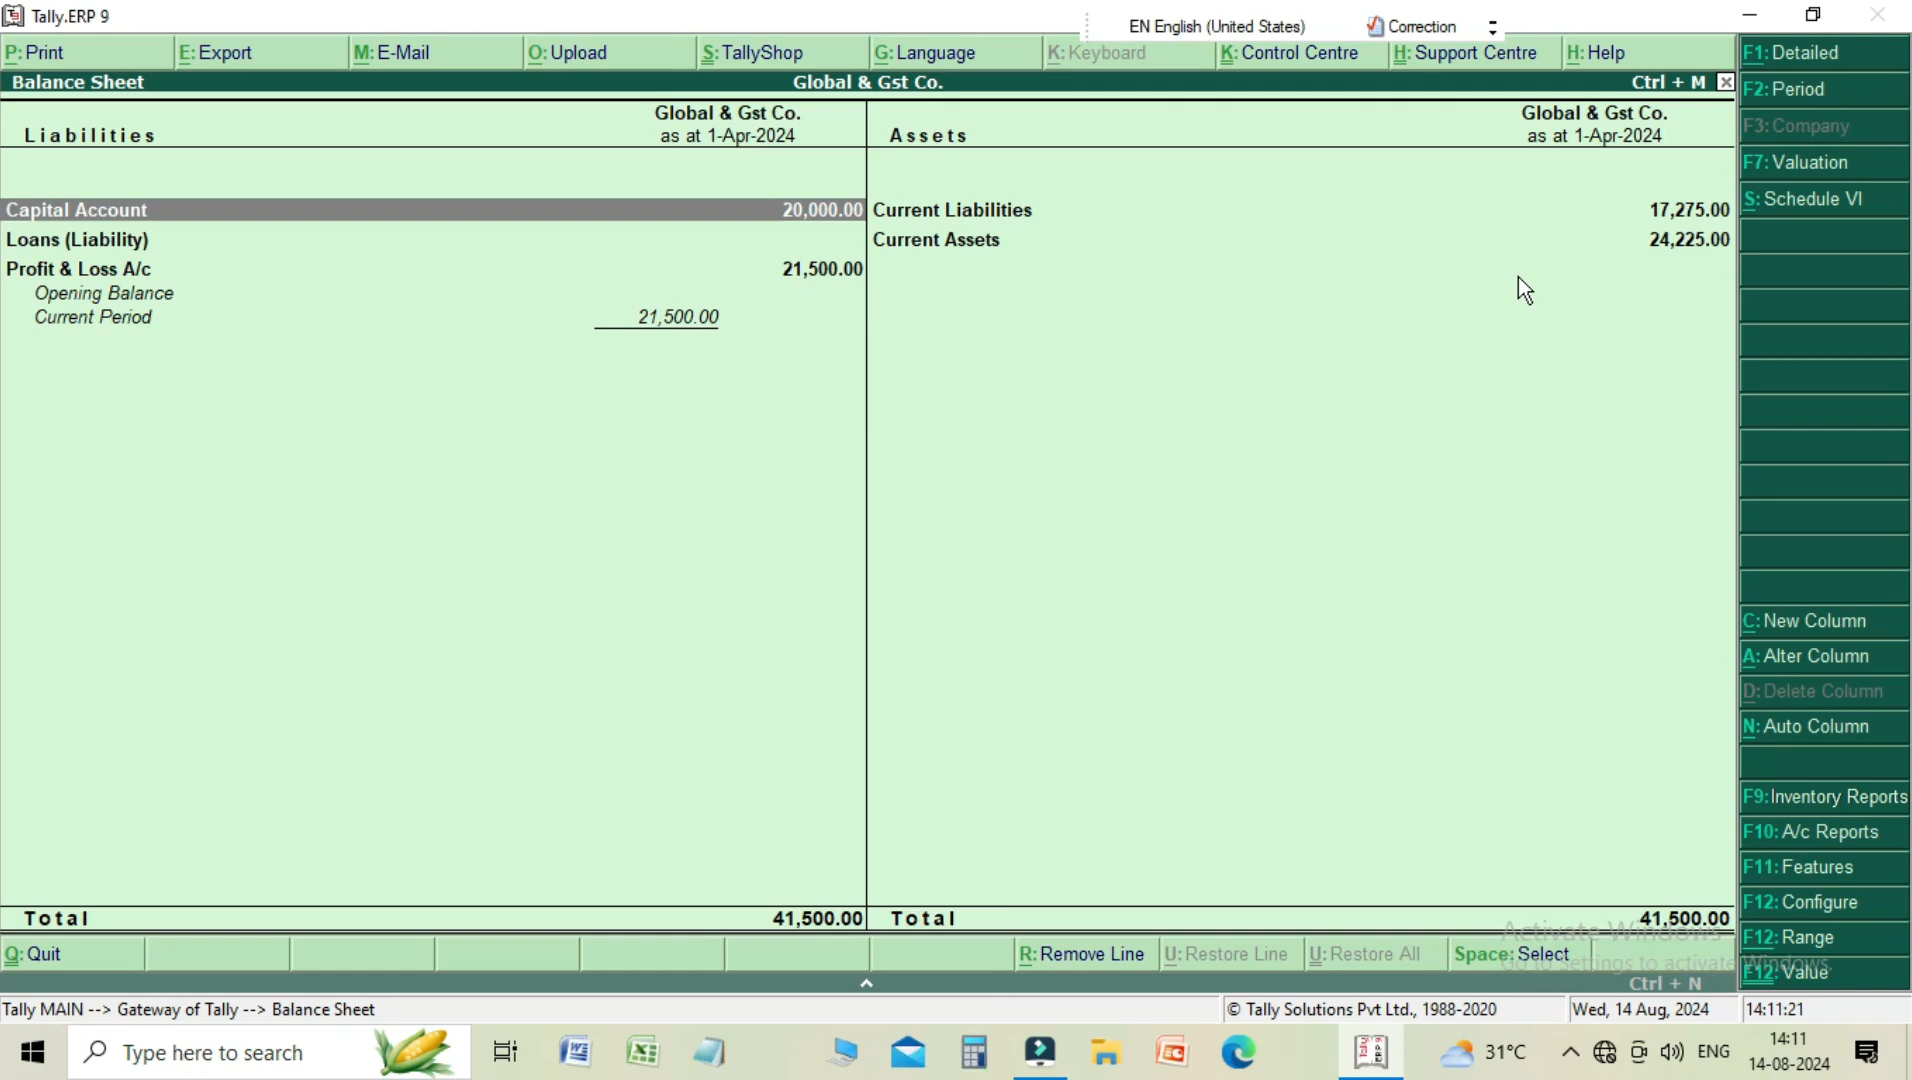 Tally.ERP 9
EN English (United States) Correction
P: Print E: Export M: E-Mail O: Upload S: TallyShop G: Language K: Keyboard K: Control Centre H: Support Centre H: Help
Balance Sheet Global & Gst Co. Ctrl + M
Liabilities
Global & Gst Co.
as at 1-Apr-2024
Assets
Global & Gst Co.
as at 1-Apr-2024
Capital Account 20,000.00
Loans (Liability)
Profit & Loss A/c 21,500.00
Opening Balance
Current Period 21,500.00
Current Liabilities 17,275.00
Current Assets 24,225.00
Total 41,500.00
Total 41,500.00
F1: Detailed
F2: Period
F3: Company
F7: Valuation
S: Schedule VI
C: New Column
A: Alter Column
D: Delete Column
N: Auto Column
F9: Inventory Reports
F10: A/c Reports
F11: Features
F12: Configure
F12: Range
F12: Value
Activate Windows
Go to Settings to activate Windows.
Q: Quit R: Remove Line U: Restore Line U: Restore All Space: Select
Ctrl + N
Tally MAIN --> Gateway of Tally --> Balance Sheet © Tally Solutions Pvt Ltd., 1988-2020 Wed, 14 Aug, 2024 14:11:21
Type here to search 31°C ENG 14:11
14-08-2024